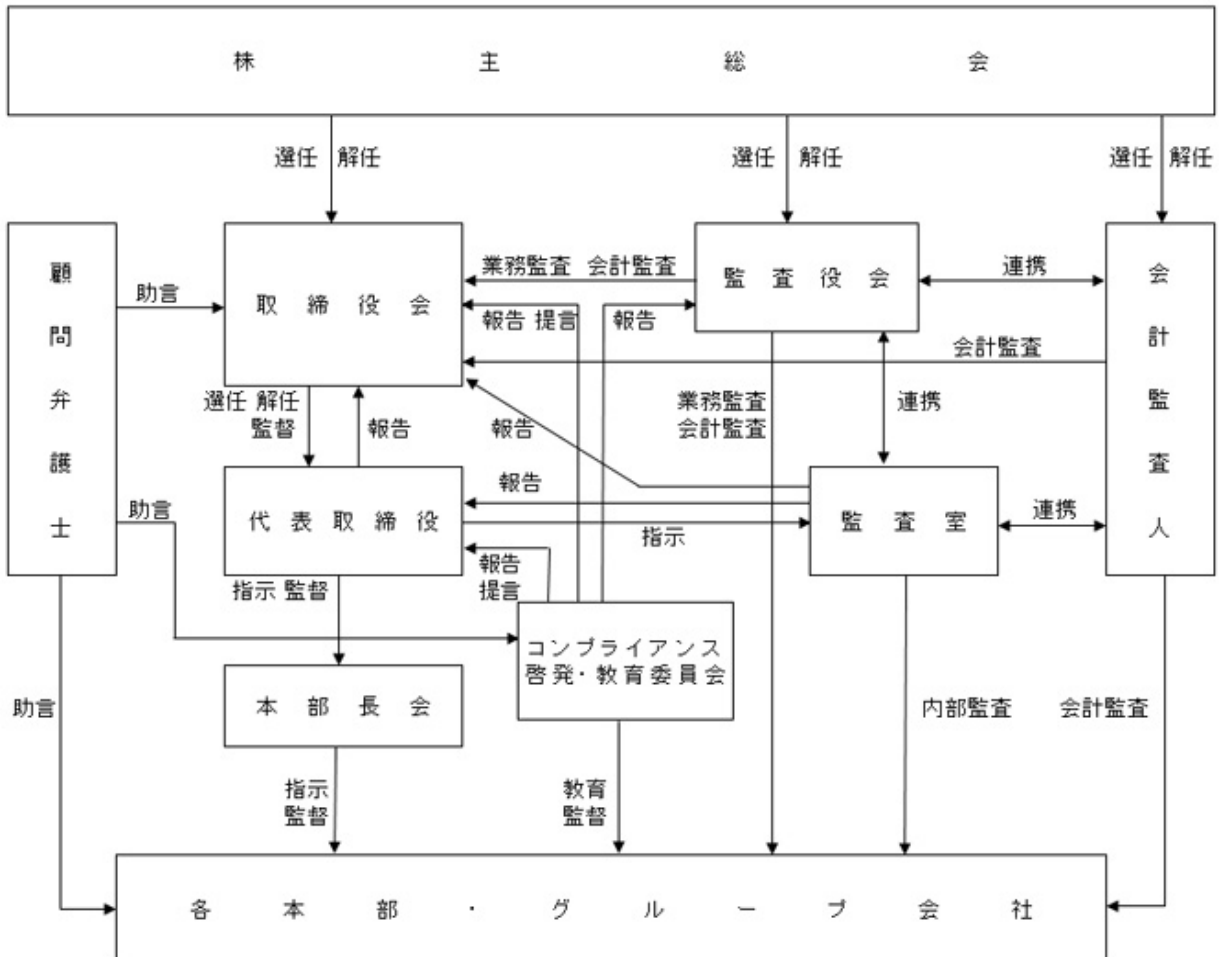 株主総会
選任 解任
選任 解任
選任 解任
顧問弁護士
取締役会
監査役会
会計監査人
助言
業務監査 会計監査
連携
報告 提言
報告
会計監査
選任 解任
監督
報告
報告
業務監査
会計監査
連携
代表取締役
報告
指示
監査室
連携
助言
報告
提言
指示 監督
コンプライアンス
啓発・教育委員会
本部長会
助言
内部監査
会計監査
指示
監督
教育
監督
各本部・グループ会社